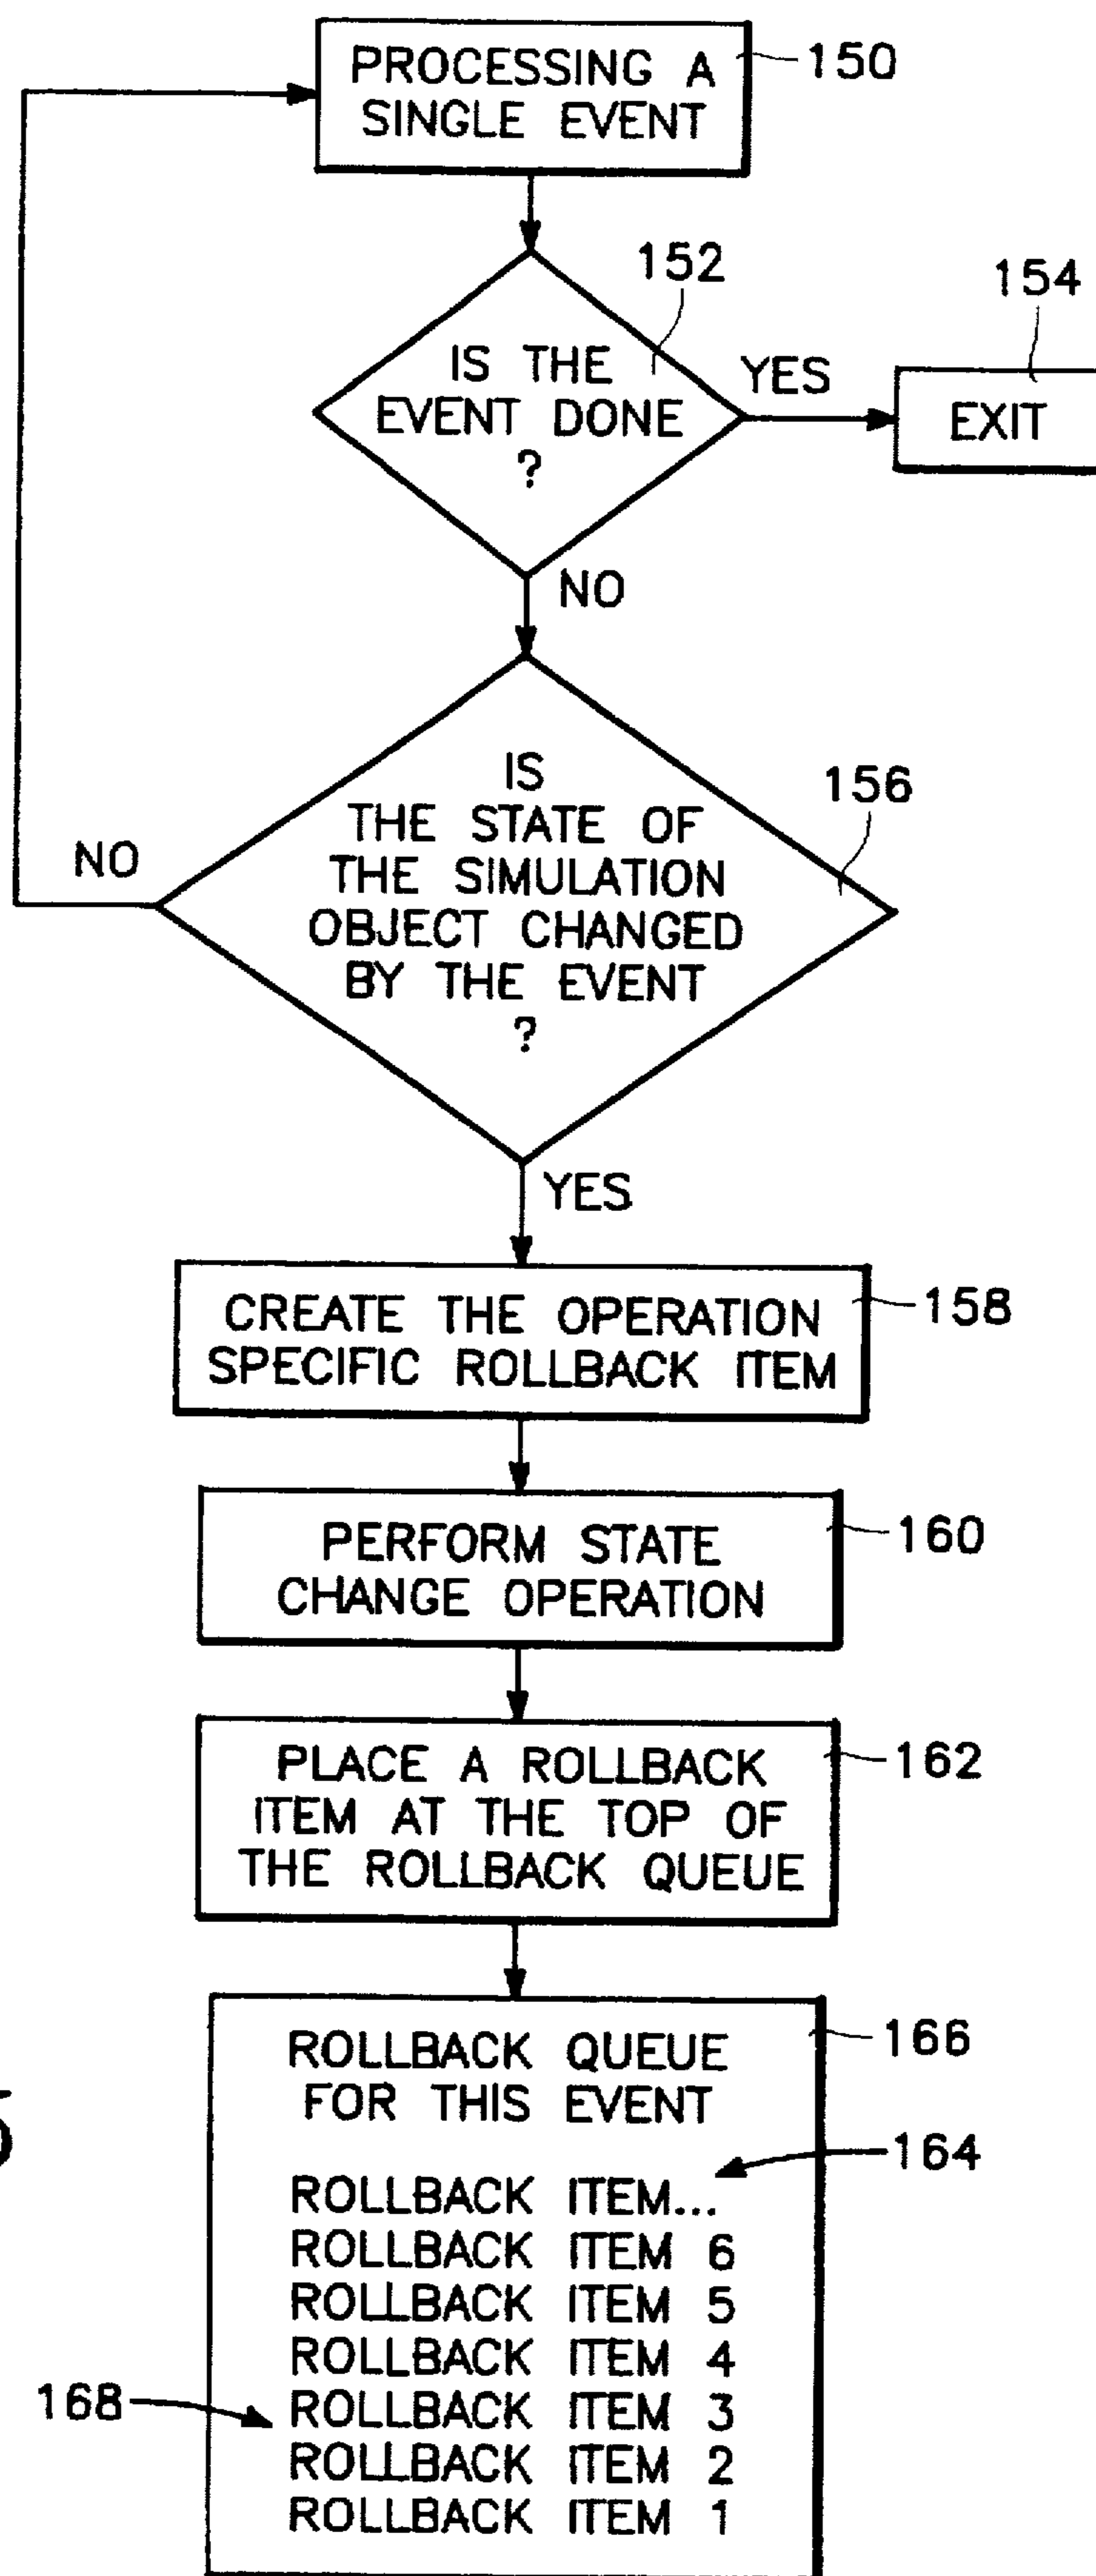 PROCESSING A
SINGLE EVENT
150
152
154
IS THE
EVENT DONE
?
YES
EXIT
NO
IS
THE STATE OF
THE SIMULATION
OBJECT CHANGED
BY THE EVENT
?
156
NO
YES
CREATE THE OPERATION
SPECIFIC ROLLBACK ITEM
158
PERFORM STATE
CHANGE OPERATION
160
PLACE A ROLLBACK
ITEM AT THE TOP OF
THE ROLLBACK QUEUE
162
ROLLBACK QUEUE
FOR THIS EVENT
166
164
ROLLBACK ITEM...
ROLLBACK ITEM 6
ROLLBACK ITEM 5
ROLLBACK ITEM 4
168
ROLLBACK ITEM 3
ROLLBACK ITEM 2
ROLLBACK ITEM 1